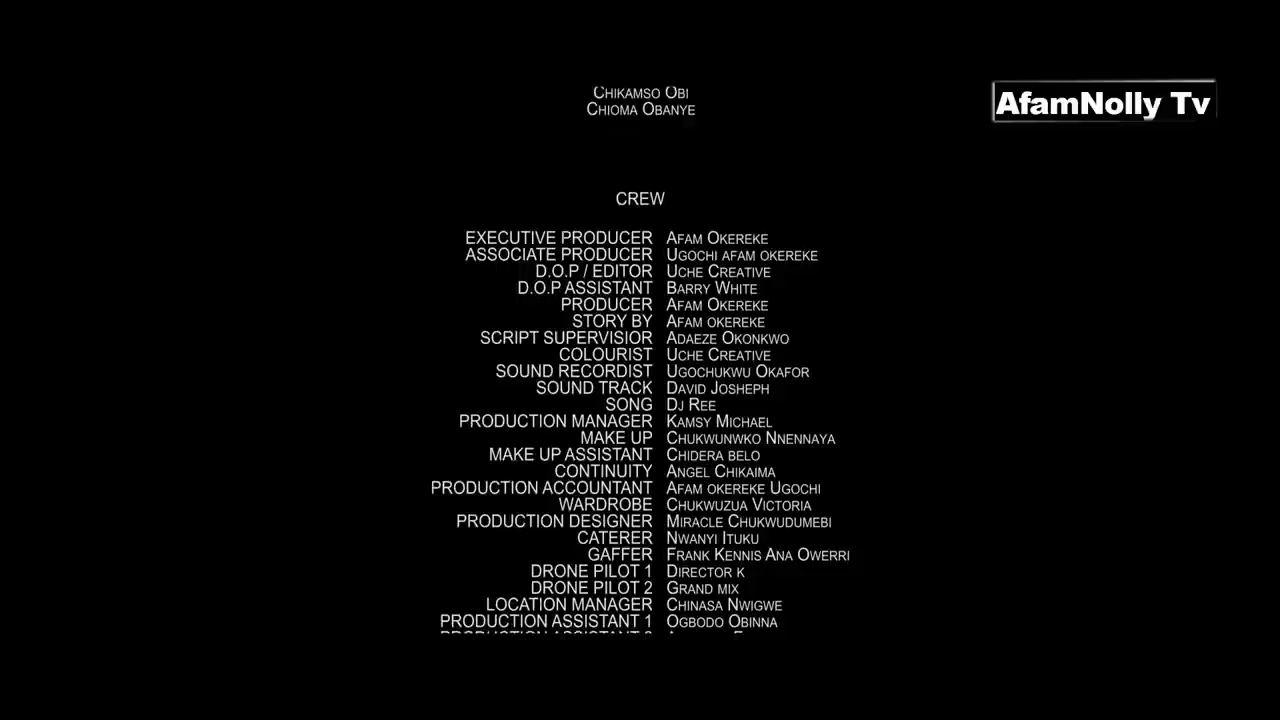 Chikamso Obi
Chioma Obanye
AfamNolly Tv
CREW
EXECUTIVE PRODUCER Afam Okereke
ASSOCIATE PRODUCER Ugochi afam okereke
D.O.P / EDITOR Uche Creative
D.O.P ASSISTANT Barry White
PRODUCER Afam Okereke
STORY BY Afam okereke
SCRIPT SUPERVISIOR Adaeze Okonkwo
COLOURIST Uche Creative
SOUND RECORDIST Ugochukwu Okafor
SOUND TRACK David Josheph
SONG Dj Ree
PRODUCTION MANAGER Kamsy Michael
MAKE UP Chukwunwko Nnennaya
MAKE UP ASSISTANT Chidera belo
CONTINUITY Angel Chikaima
PRODUCTION ACCOUNTANT Afam okereke Ugochi
WARDROBE Chukwuzua Victoria
PRODUCTION DESIGNER Miracle Chukwudumebi
CATERER Nwanyi Ituku
GAFFER Frank Kennis Ana Owerri
DRONE PILOT 1 Director k
DRONE PILOT 2 Grand mix
LOCATION MANAGER Chinasa Nwigwe
PRODUCTION ASSISTANT 1 Ogbodo Obinna